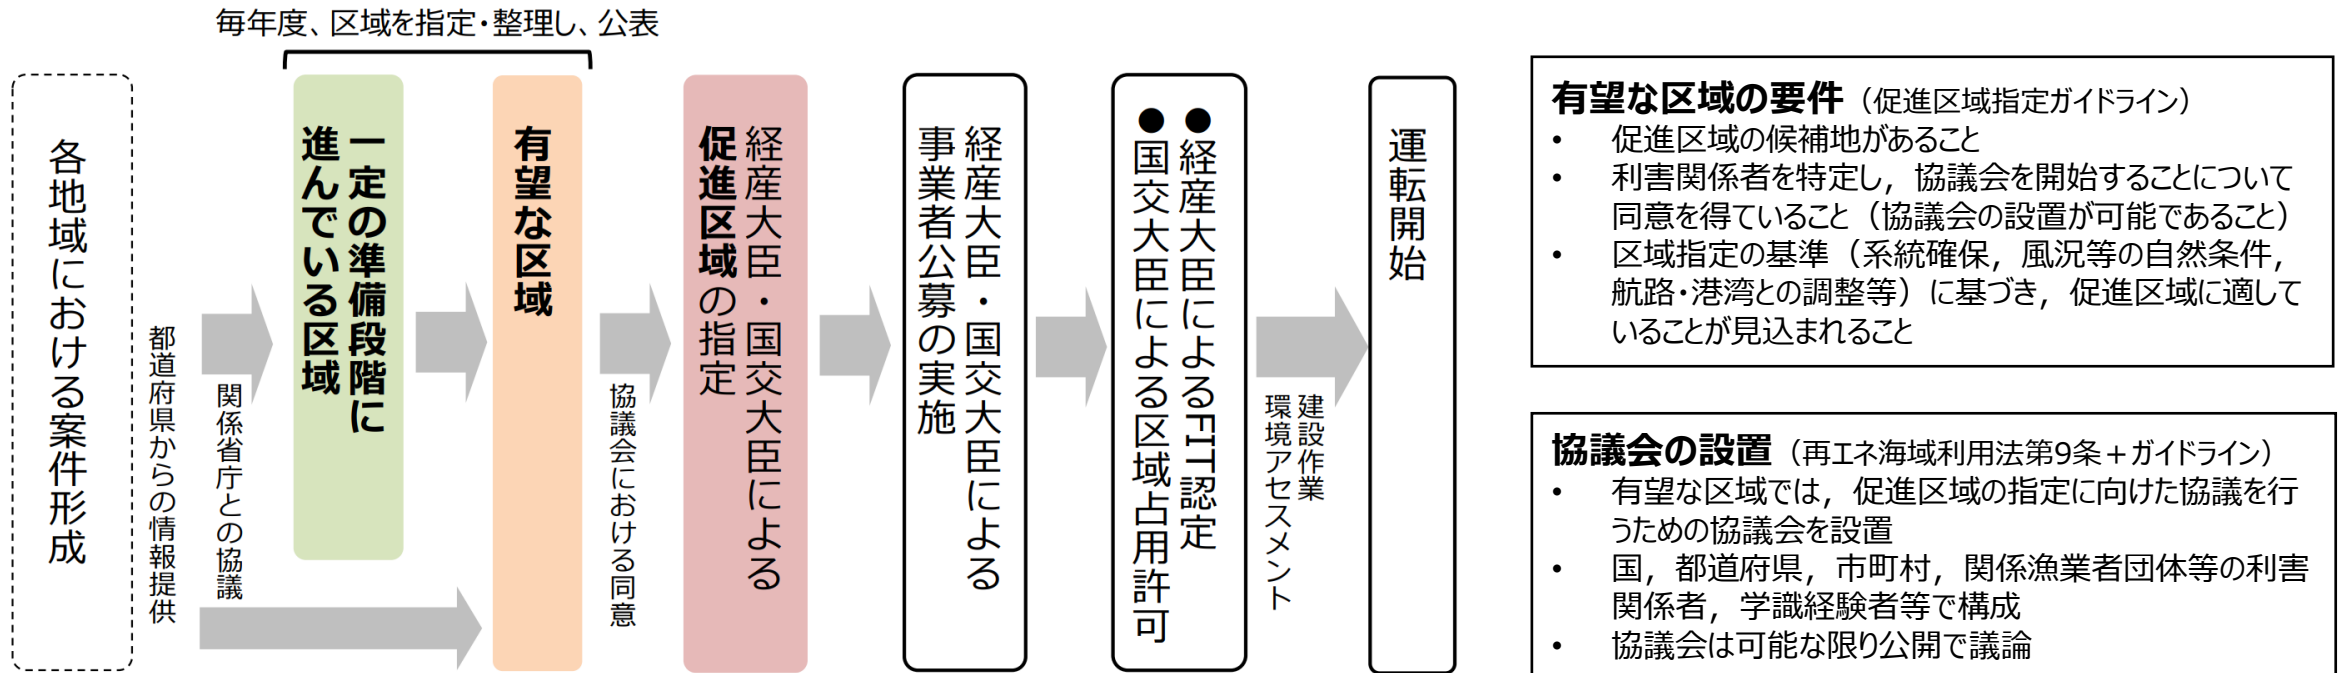 毎年度、区域を指定・整理し、公表
各地域における案件形成
都道府県からの情報提供
関係省庁との協議
一定の準備段階に
進んでいる区域
有望な区域
協議会における同意
経産大臣・国交大臣による
促進区域の指定
経産大臣・国交大臣による
事業者公募の実施
●経産大臣によるFIT認定
●国交大臣による区域占用許可
建設作業
環境アセスメント
運転開始
有望な区域の要件（促進区域指定ガイドライン）
• 促進区域の候補地があること
• 利害関係者を特定し，協議会を開始することについて
同意を得ていること（協議会の設置が可能であること）
• 区域指定の基準（系統確保，風況等の自然条件，
航路・港湾との調整等）に基づき，促進区域に適して
いることが見込まれること
協議会の設置（再エネ海域利用法第9条＋ガイドライン）
• 有望な区域では，促進区域の指定に向けた協議を行
うための協議会を設置
• 国，都道府県，市町村，関係漁業者団体等の利害
関係者，学識経験者等で構成
• 協議会は可能な限り公開で議論